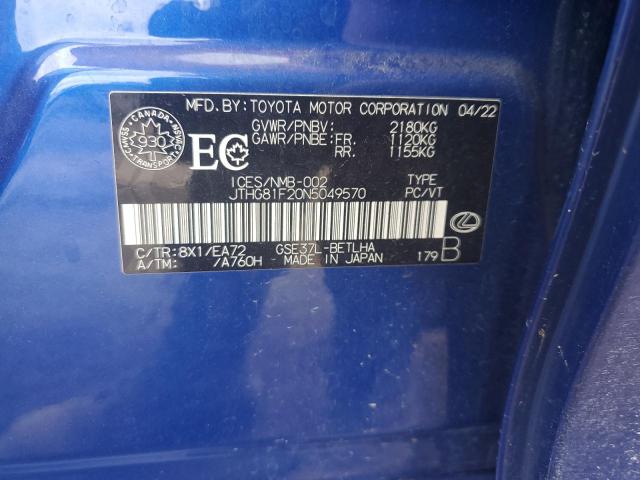 MFD.BY:TOYOTA MOTOR CORPORATION 04/22
GVWR/PNBV: 2180KG
GAWR/PNBE:FR. 1120KG
RR. 1155KG
CANADA
CMVSS NSVAC
930
TRANSPORT
EC
ICES/NMB-002 TYPE
JTHG81F20N5049570 PC/VT
C/TR:8X1/EA72 GSE37L-BETLHA
A/TM: /A760H MADE IN JAPAN 179 B